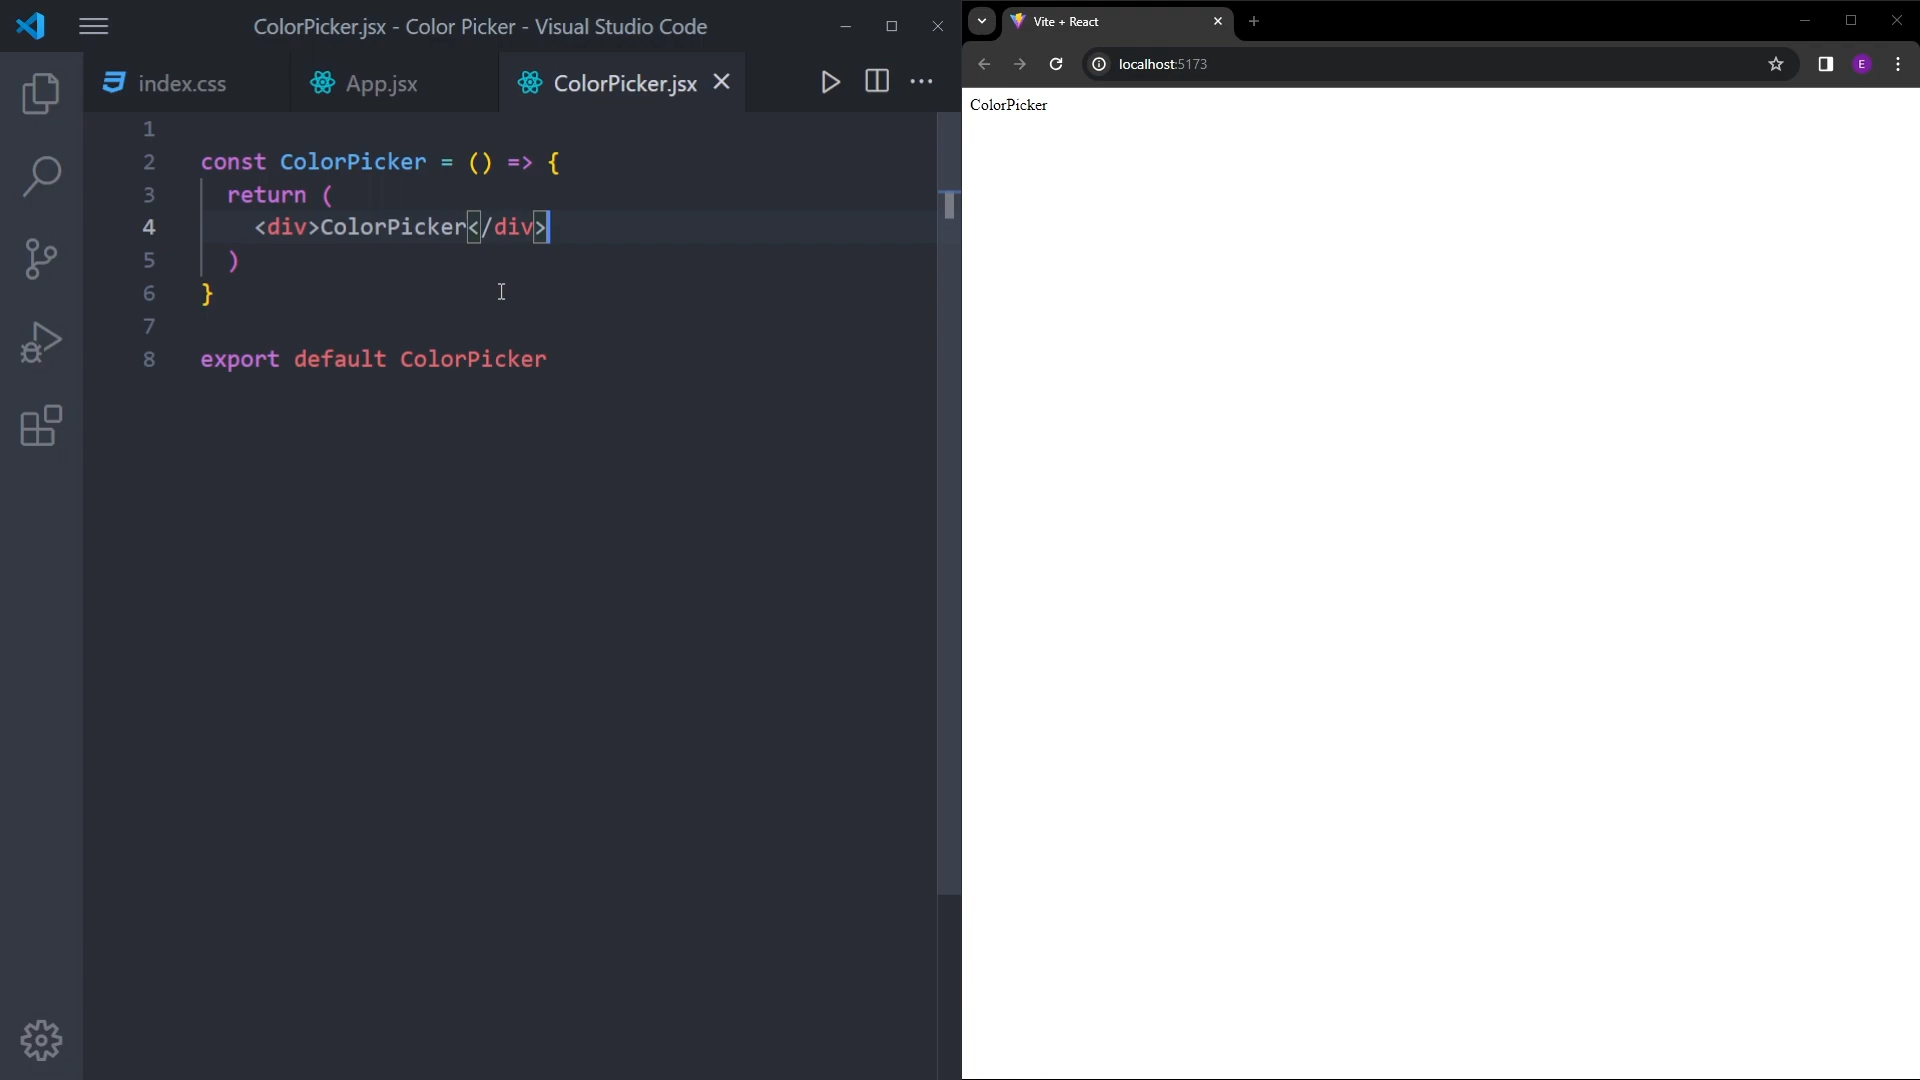 ColorPicker.jsx - Color Picker - Visual Studio Code
index.css
App.jsx
ColorPicker.jsx
1
2 const ColorPicker = () => {
3 return (
4 <div>ColorPicker</div>
5 )
6 }
7
8 export default ColorPicker
Vite + React
localhost:5173
E
ColorPicker